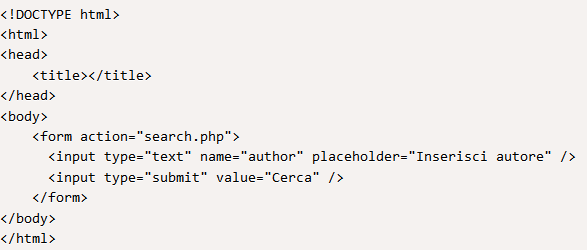 <!DOCTYPE html>
<html>
<head>
    <title></title>
</head>
<body>
    <form action="search.php">
      <input type="text" name="author" placeholder="Inserisci autore" />
      <input type="submit" value="Cerca" />
    </form>
</body>
</html>